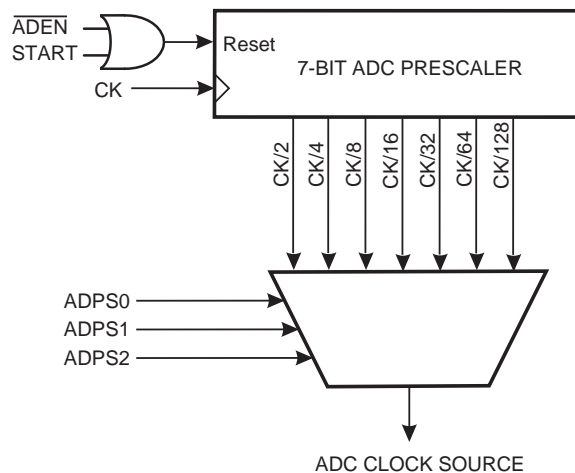 ADEN
START
Reset
7-BIT ADC PRESCALER
CK
CK/2
CK/4
CK/8
CK/16
CK/32
CK/64
CK/128
ADPS0
ADPS1
ADPS2
ADC CLOCK SOURCE